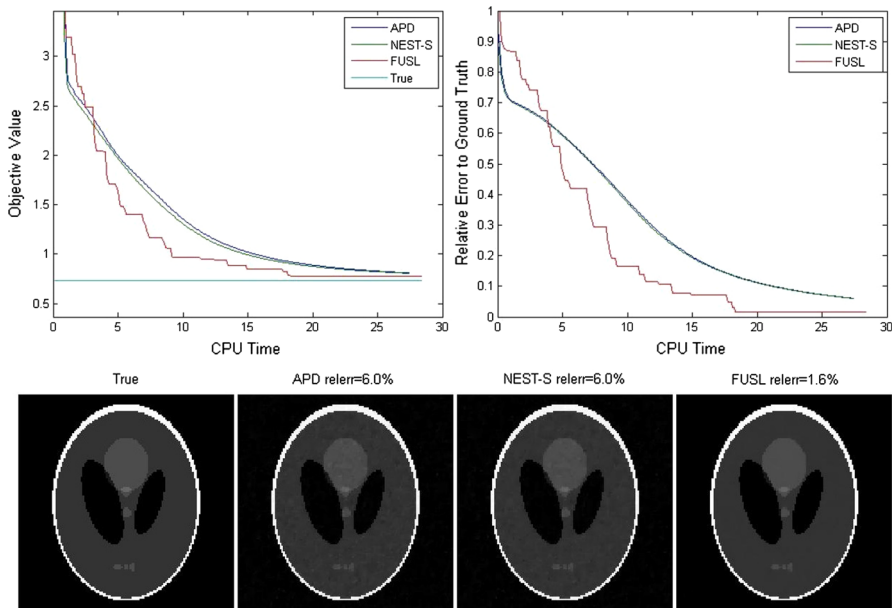 APD
NEST-S
FUSL
True
3
2.5
2
1.5
1
0.5
Objective Value
0
5
10
15
20
25
30
CPU Time
APD
NEST-S
FUSL
1
0.9
0.8
0.7
0.6
0.5
0.4
0.3
0.2
0.1
0
Relative Error to Ground Truth
0
5
10
15
20
25
30
CPU Time
True
APD relerr=6.0%
NEST-S relerr=6.0%
FUSL relerr=1.6%